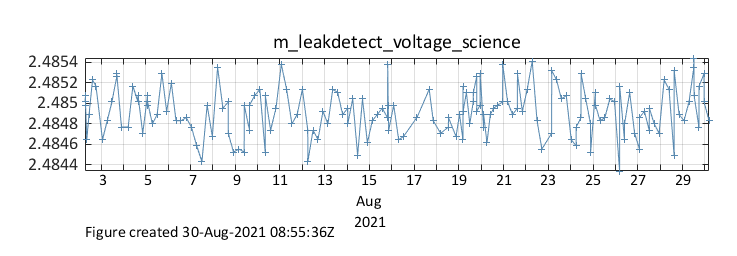 m_leakdetect_voltage_science
2.4854
2.4852
2.485
2.4848
2.4846
2.4844
3 5 7 9 11 13 15 17 19 21 23 25 27 29
Aug
2021
Figure created 30-Aug-2021 08:55:36Z